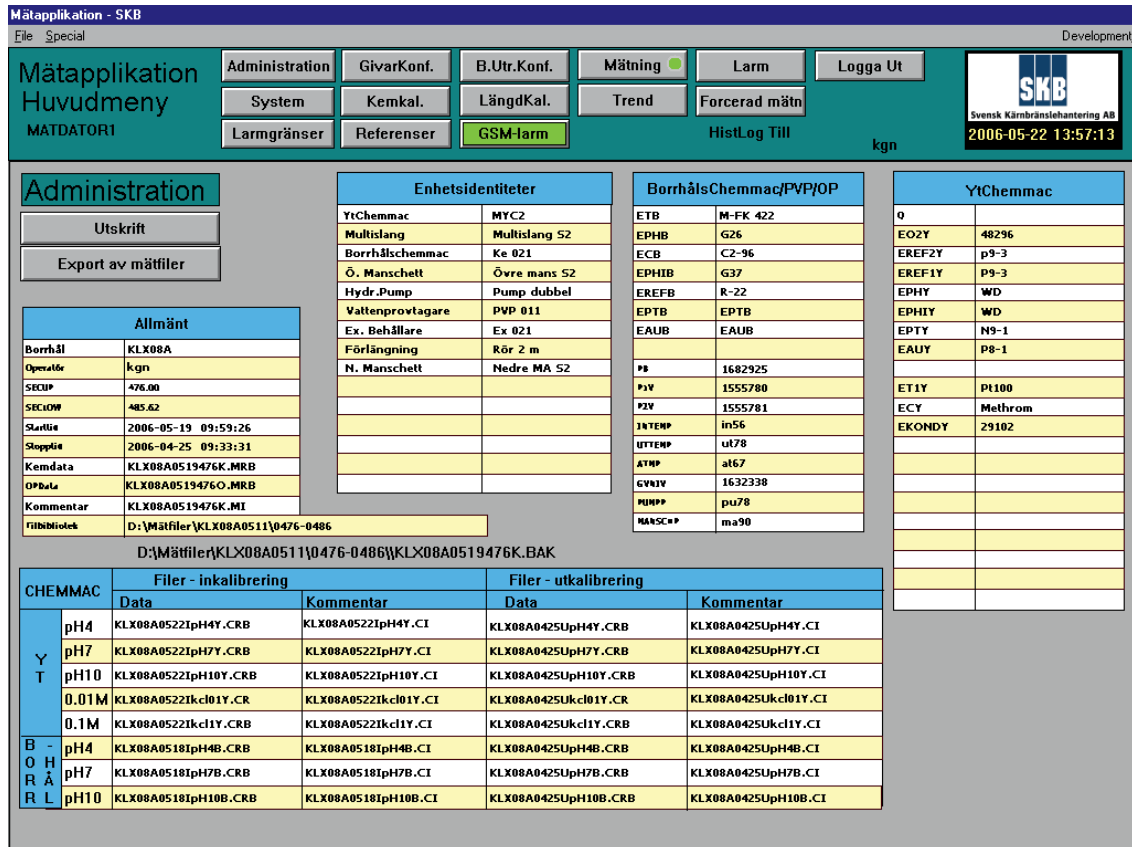 Mätapplikation - SKB
File Special Development
Mätapplikation
Huvudmeny
MATDATOR1
Administration GivarKonf. B.Utr.Konf. Mätning Larm Logga Ut
System Kemkal. LängdKal. Trend Forcerad mätn
Larmgränser Referenser GSM-larm HistLog Till
kgn
SKB
Svensk Kärnbränslehantering AB
2006-05-22 13:57:13
Administration
Utskrift
Export av mätfiler
Allmänt
Borrhål KLX08A
Operatör kgn
SECUP 476.00
SECLOW 485.62
Starttid 2006-05-19 09:59:26
Stopptid 2006-04-25 09:33:31
Kemdata KLX08A0519476K.MRB
OPData KLX08A0519476O.MRB
Kommentar KLX08A0519476K.MI
Filbibliotek D:\Mätfiler\KLX08A0511\0476-0486
Enhetsidentiteter
YtChemmac MYC2
Multislang Multislang S2
Borrhålschemmac Ke 021
Ö. Manschett Övre mans S2
Hydr.Pump Pump dubbel
Vattenprovtagare PVP 011
Ex. Behållare Ex 021
Förlängning Rör 2 m
N. Manschett Nedre MA S2
BorrhålsChemmac/PVP/OP
ETB M-FK 422
EPHB G26
ECB C2-96
EPHIB G37
EREFB R-22
EPTB EPTB
EAUB EAUB
PB 1682925
P1V 1555780
P2V 1555781
INTEMP in56
UTTEMP ut78
ATMP at67
GVNIV 1632338
PUMPP pu78
MANSCHP ma90
YtChemmac
Q
EO2Y 48296
EREF2Y p9-3
EREF1Y P9-3
EPHY WD
EPHIY WD
EPTY N9-1
EAUY P8-1
ET1Y Pt100
ECY Methrom
EKONDY 29102
D:\Mätfiler\KLX08A0511\0476-0486\\KLX08A0519476K.BAK
CHEMMAC Filer - inkalibrering Filer - utkalibrering
Data Kommentar Data Kommentar
YT
pH4 KLX08A0522IpH4Y.CRB KLX08A0522IpH4Y.CI KLX08A0425UpH4Y.CRB KLX08A0425UpH4Y.CI
pH7 KLX08A0522IpH7Y.CRB KLX08A0522IpH7Y.CI KLX08A0425UpH7Y.CRB KLX08A0425UpH7Y.CI
pH10 KLX08A0522IpH10Y.CRB KLX08A0522IpH10Y.CI KLX08A0425UpH10Y.CRB KLX08A0425UpH10Y.CI
0.01M KLX08A0522Ikcl01Y.CR KLX08A0522Ikcl01Y.CI KLX08A0425Ukcl01Y.CR KLX08A0425Ukcl01Y.CI
0.1M KLX08A0522Ikcl1Y.CRB KLX08A0522Ikcl1Y.CI KLX08A0425Ukcl1Y.CRB KLX08A0425Ukcl1Y.CI
BORR-HÅL
pH4 KLX08A0518IpH4B.CRB KLX08A0518IpH4B.CI KLX08A0425UpH4B.CRB KLX08A0425UpH4B.CI
pH7 KLX08A0518IpH7B.CRB KLX08A0518IpH7B.CI KLX08A0425UpH7B.CRB KLX08A0425UpH7B.CI
pH10 KLX08A0518IpH10B.CRB KLX08A0518IpH10B.CI KLX08A0425UpH10B.CRB KLX08A0425UpH10B.CI